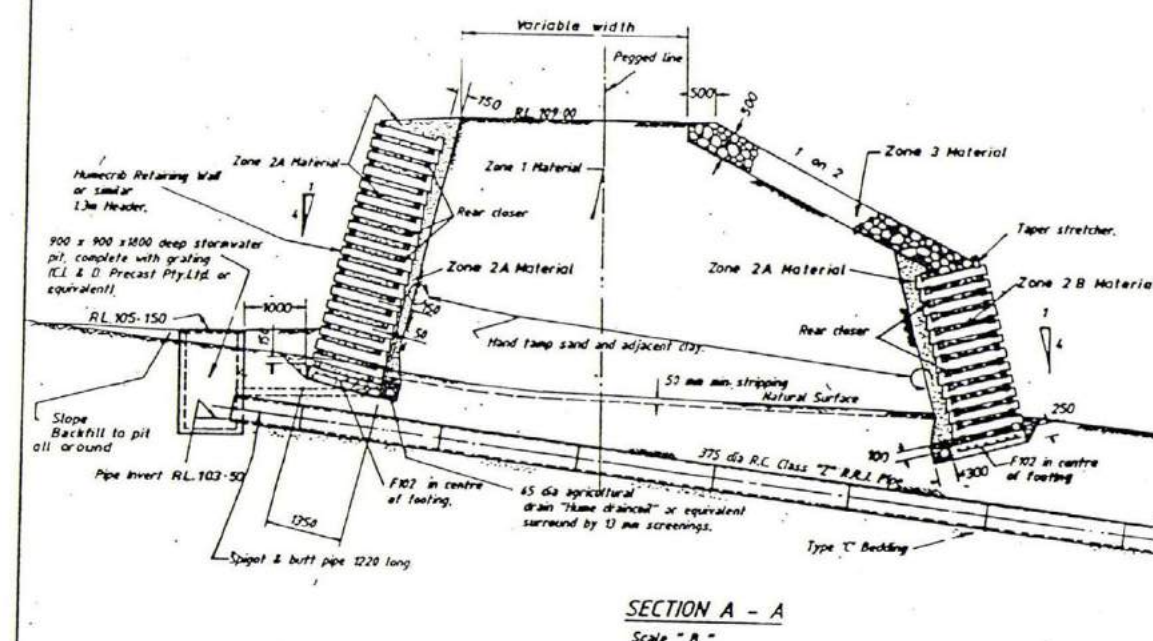 Variable width
Pegged line
500
500
150
R.L. 109·00
1 on 2
Zone 3 Material
Zone 2A Material
Zone 1 Material
Humecrib Retaining Wall
or similar
1.3m Header.
1
4
Rear closer
Taper stretcher.
900 x 900 x 1800 deep stormwater
pit, complete with grating
(C.I. & D. Precast Pty.Ltd. or
equivalent).
Zone 2A Material
Zone 2A Material
Zone 2B Material
1000
150
R.L. 105·150
50
Rear closer
1
4
Hand tamp sand and adjacent clay.
50 mm min. stripping
Natural Surface
250
Slope
Backfill to pit
all around
100
300
375 dia R.C. Class "Z" R.R.J. Pipe
F102 in centre
of footing
Pipe Invert R.L. 103·50
F102 in centre
of footing.
65 dia agricultural
drain "Hume draincoil" or equivalent
surround by 13 mm screenings.
1350
Type "C" Bedding
Spigot & butt pipe 1220 long
SECTION A - A
Scale "B"